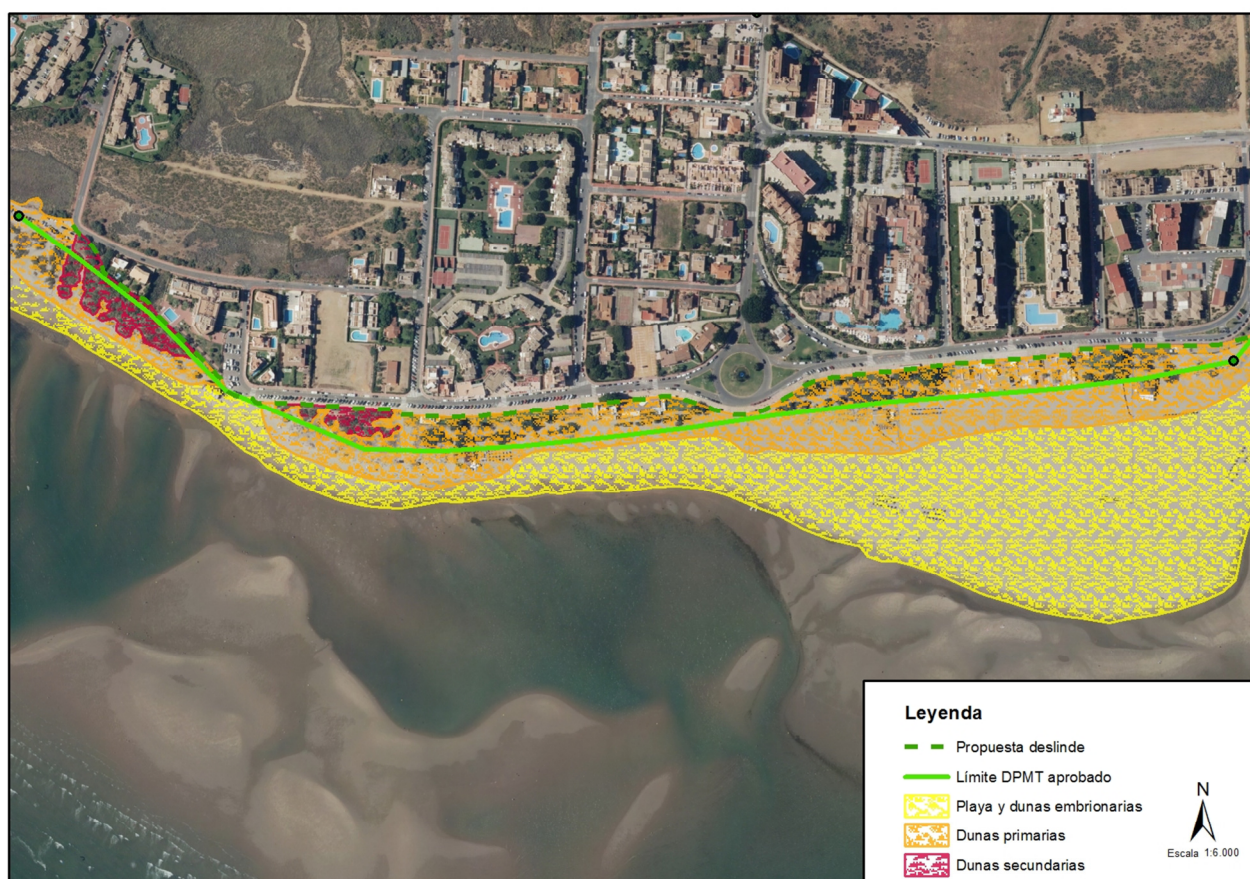 Leyenda
Propuesta deslinde
Límite DPMT aprobado
Playa y dunas embrionarias
Dunas primarias
Dunas secundarias
N
Escala 1:6.000